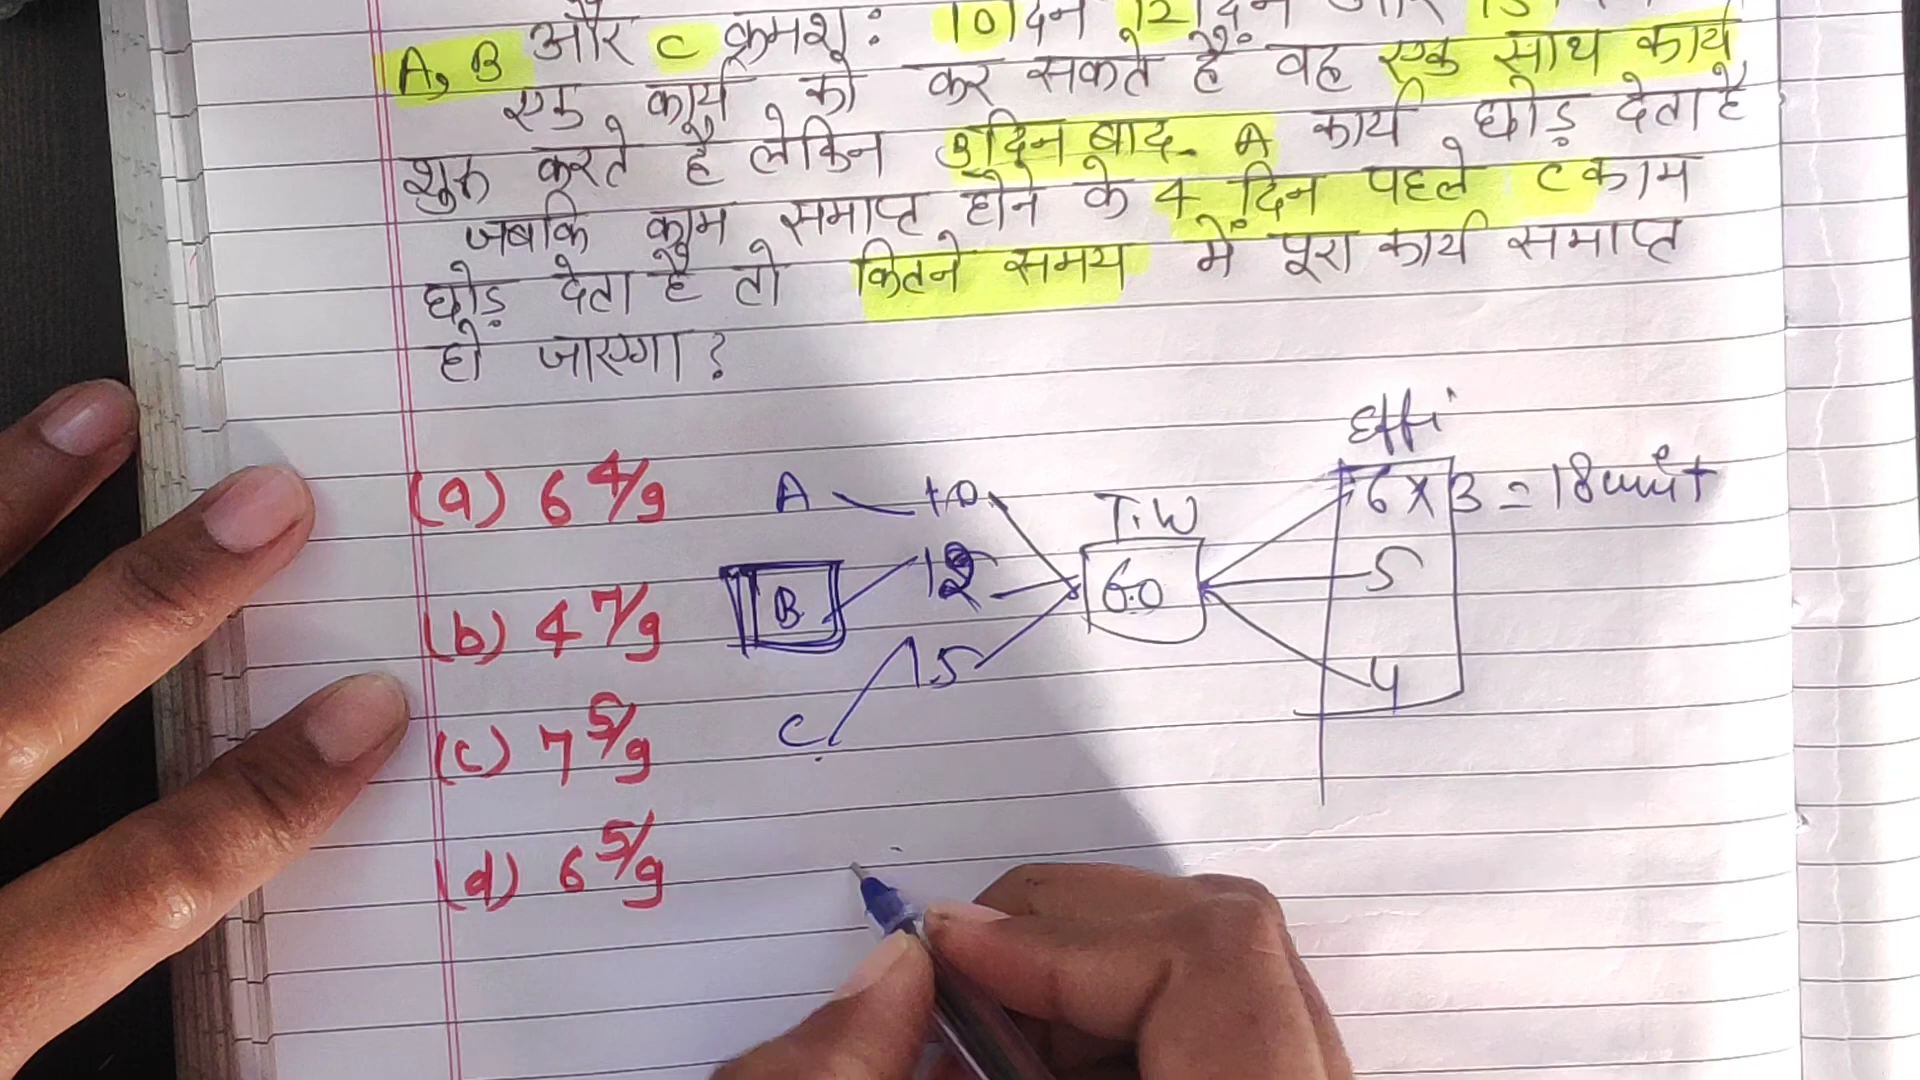 A, B और C क्रमशः 10 दिन 12 दिन और 15
एक कार्य को कर सकते हैं वह एक साथ कार्य
शुरू करते है लेकिन 3 दिन बाद A कार्य छोड़ देता है
जबकि काम समाप्त होने के 4 दिन पहले C काम
छोड़ देता है तो कितने समय में पूरा कार्य समाप्त
हो जाएगा ?
Effi
(a) 6 4/9 A 10 T.W 6 x 3 = 18 unit
(b) 4 7/9 B 12 60 5
C 15 4
(c) 7 5/9
(d) 6 5/9